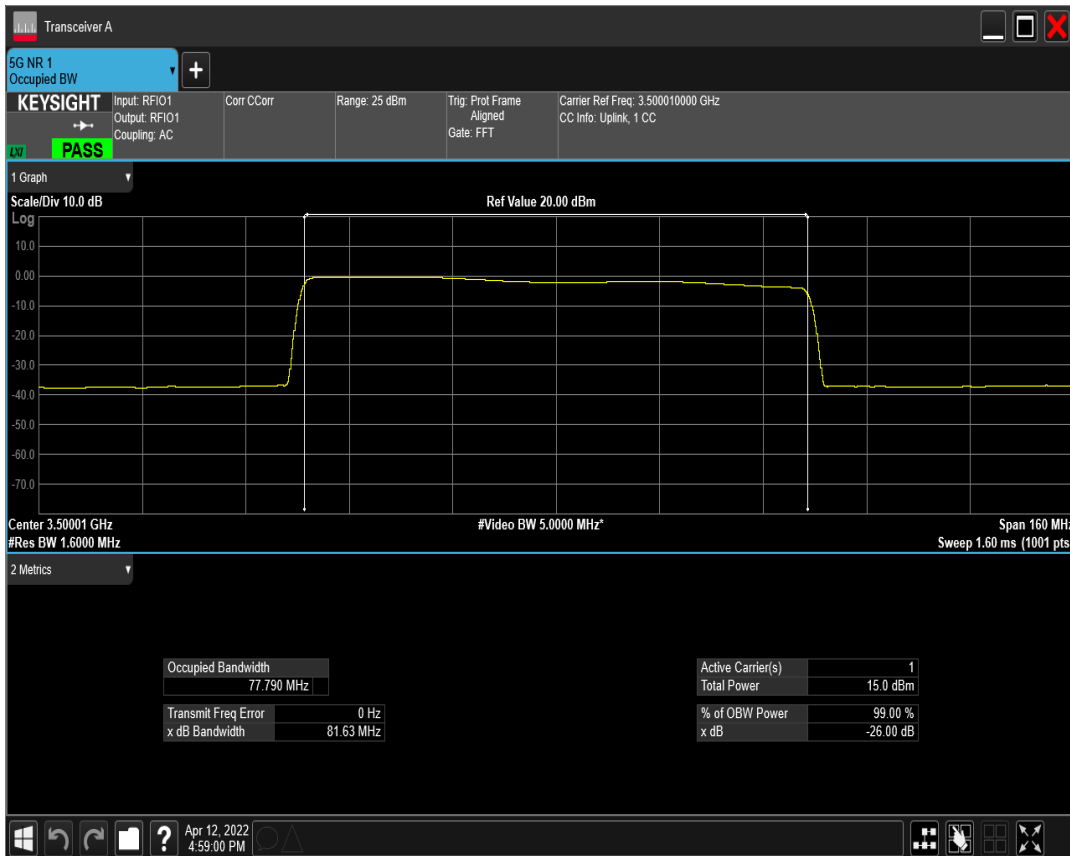 Transceiver A
5G NR 1
Occupied BW
KEYSIGHT
LXI
PASS
Input: RFIO1
Output: RFIO1
Coupling: AC
Corr CCorr
Range: 25 dBm
Trig: Prot Frame
Aligned
Gate: FFT
Carrier Ref Freq: 3.500010000 GHz
CC Info: Uplink, 1 CC
1 Graph
Scale/Div 10.0 dB
Ref Value 20.00 dBm
Log
10.0
0.00
-10.0
-20.0
-30.0
-40.0
-50.0
-60.0
-70.0
Center 3.50001 GHz
#Video BW 5.0000 MHz*
Span 160 MHz
#Res BW 1.6000 MHz
Sweep 1.60 ms (1001 pts
2 Metrics
Occupied Bandwidth
77.790 MHz
Transmit Freq Error 0 Hz
x dB Bandwidth 81.63 MHz
Active Carrier(s) 1
Total Power 15.0 dBm
% of OBW Power 99.00 %
x dB -26.00 dB
Apr 12, 2022
4:59:00 PM